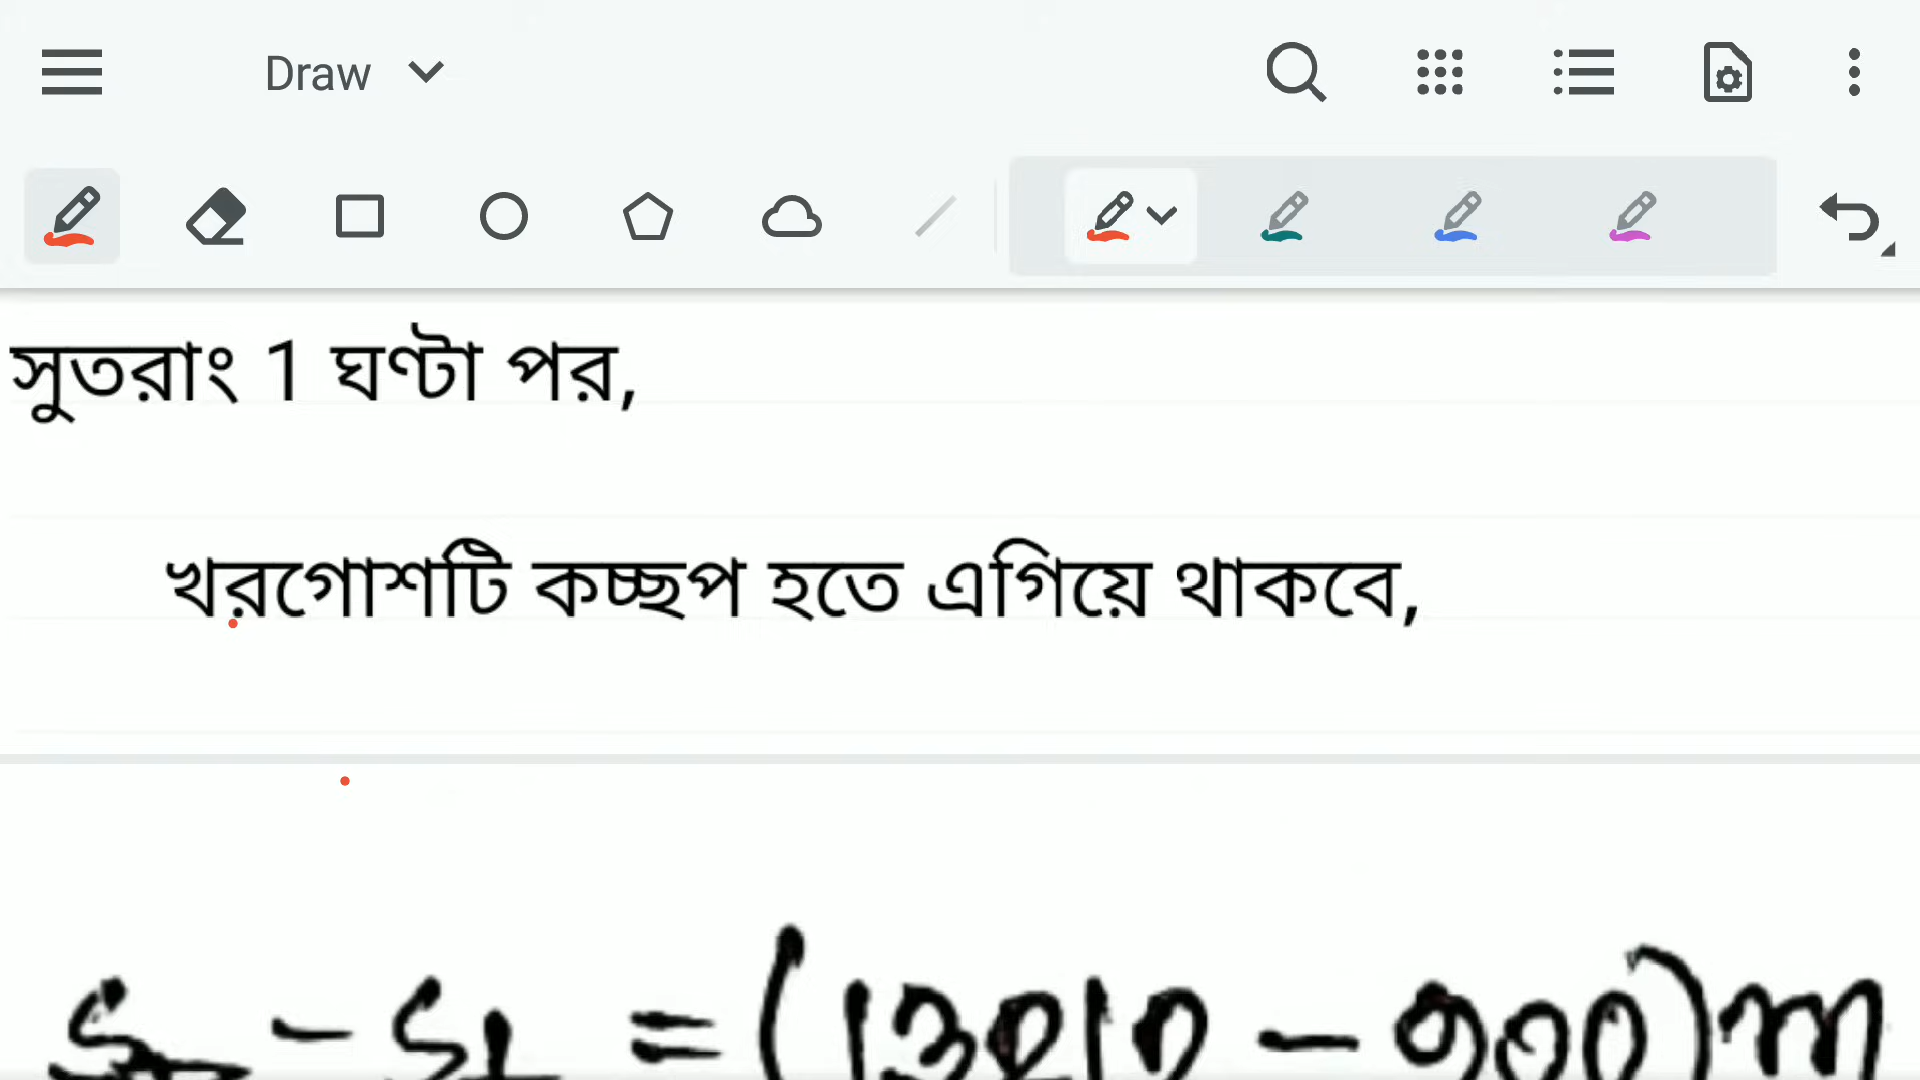 Draw
সুতরাং 1 ঘণ্টা পর,
খরগোশটি কচ্ছপ হতে এগিয়ে থাকবে,
= (
) m